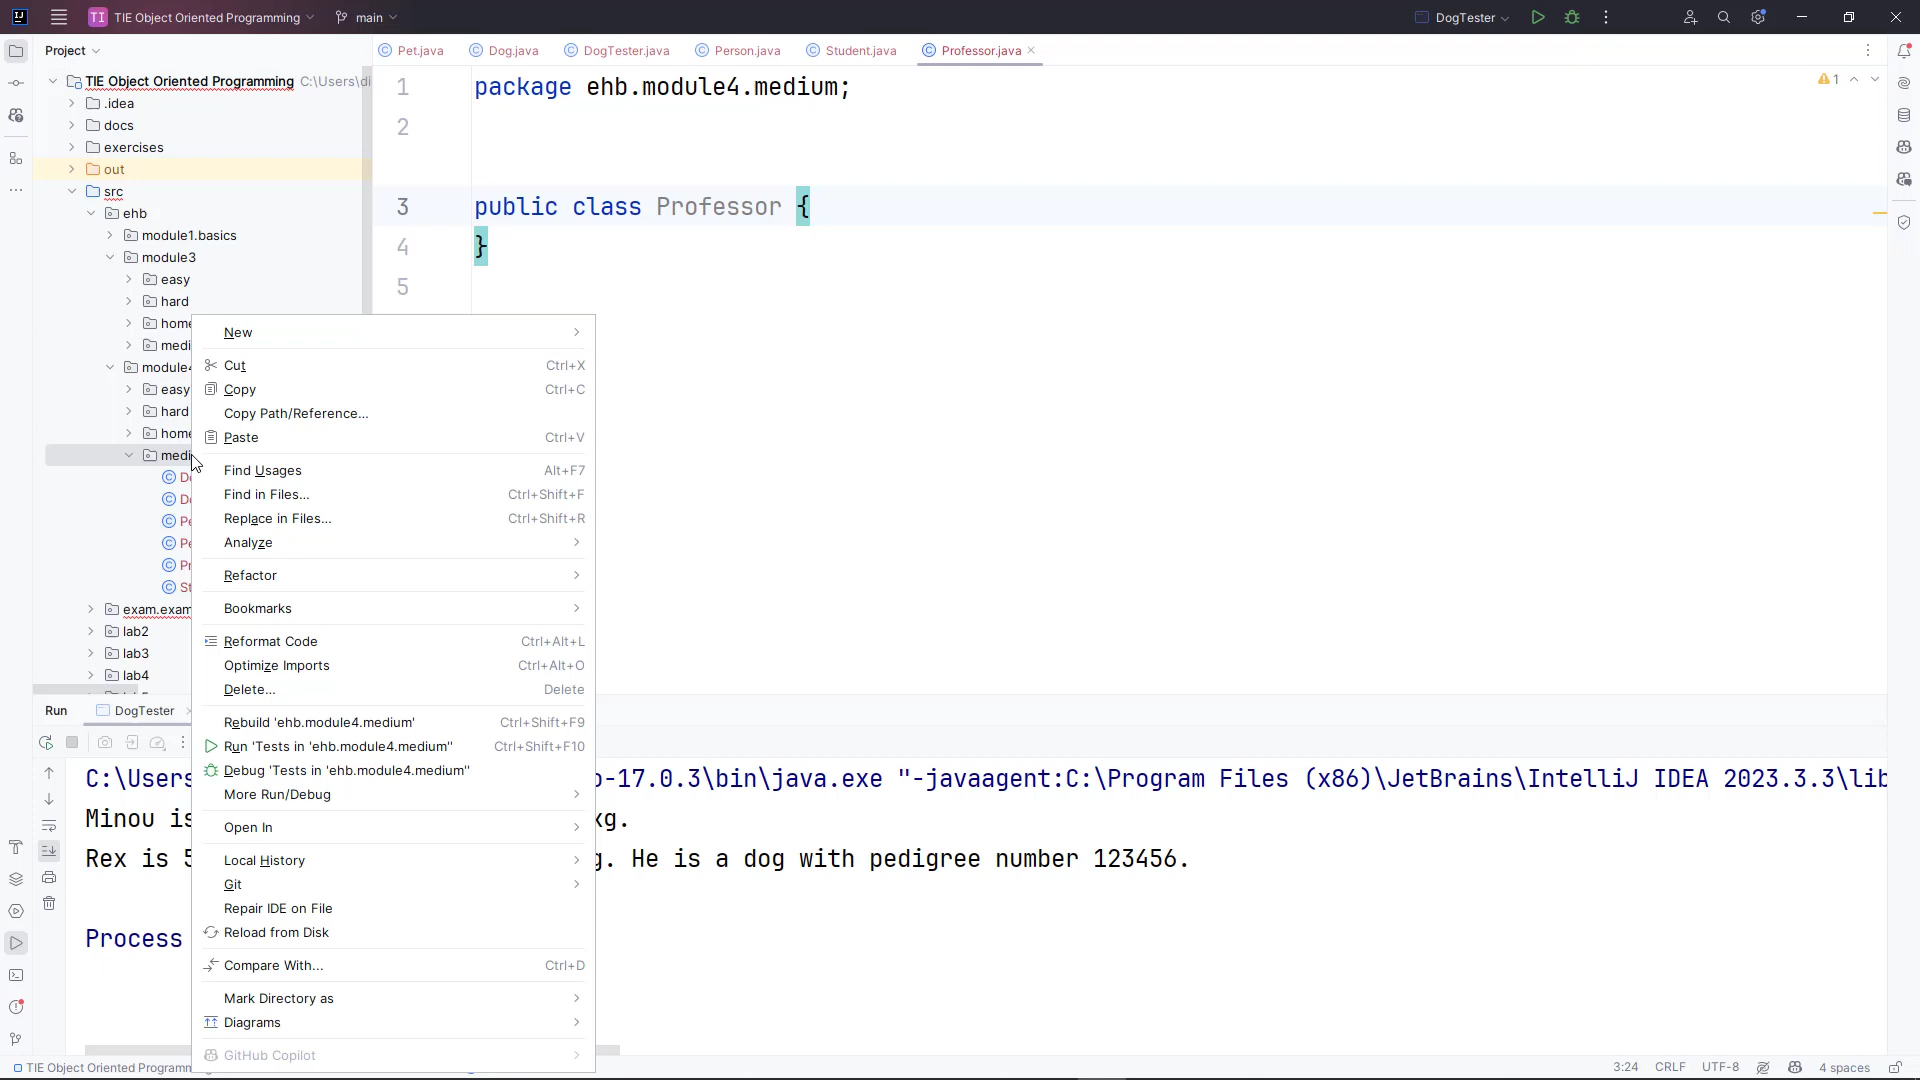 TI TIE Object Oriented Programming main DogTester
Project
Pet.java Dog.java DogTester.java Person.java Student.java Professor.java
TIE Object Oriented Programming C:\Users\di
.idea
docs
exercises
out
src
ehb
module1.basics
module3
easy
hard
home
medi
module4
easy
hard
home
medi
Do
Do
Pe
Pe
Pr
St
exam.exam
lab2
lab3
lab4
1 package ehb.module4.medium;
2
3 public class Professor {
4 }
5
1
New
Cut Ctrl+X
Copy Ctrl+C
Copy Path/Reference...
Paste Ctrl+V
Find Usages Alt+F7
Find in Files... Ctrl+Shift+F
Replace in Files... Ctrl+Shift+R
Analyze
Refactor
Bookmarks
Reformat Code Ctrl+Alt+L
Optimize Imports Ctrl+Alt+O
Delete... Delete
Rebuild 'ehb.module4.medium' Ctrl+Shift+F9
Run 'Tests in 'ehb.module4.medium'' Ctrl+Shift+F10
Debug 'Tests in 'ehb.module4.medium''
More Run/Debug
Open In
Local History
Git
Repair IDE on File
Reload from Disk
Compare With... Ctrl+D
Mark Directory as
Diagrams
GitHub Copilot
Run DogTester
C:\Users -17.0.3\bin\java.exe "-javaagent:C:\Program Files (x86)\JetBrains\IntelliJ IDEA 2023.3.3\lib
Minou is kg.
Rex is 5 g. He is a dog with pedigree number 123456.
Process
TIE Object Oriented Programm 3:24 CRLF UTF-8 4 spaces